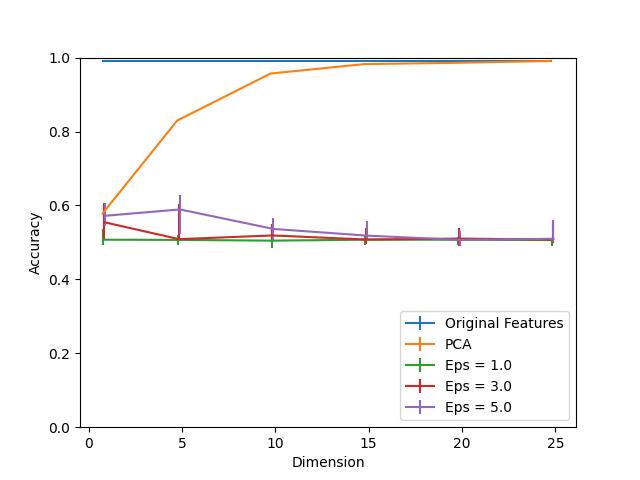 1.0
0.8
0.6
0.4
0.2
0.0
Accuracy
0
5
10
15
20
25
Dimension
Original Features
PCA
Eps = 1.0
Eps = 3.0
Eps = 5.0